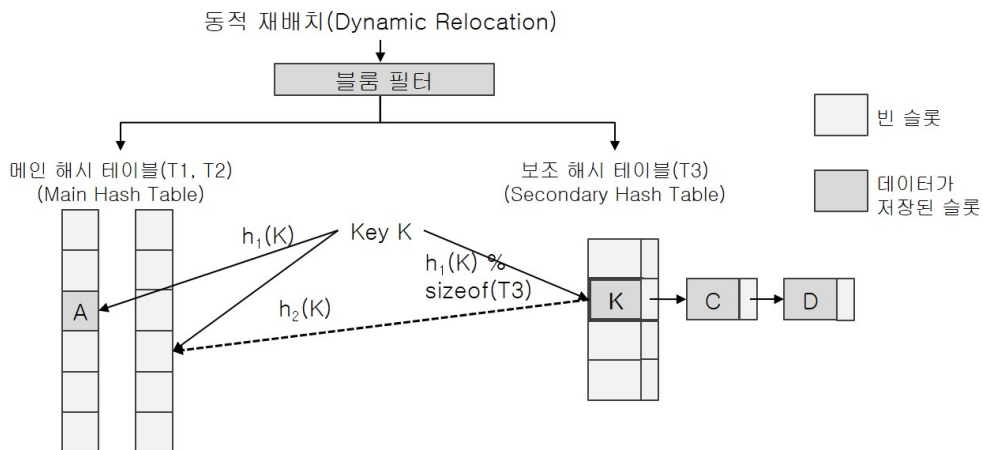 동적 재배치(Dynamic Relocation)
블룸 필터
빈 슬롯
데이터가
저장된 슬롯
메인 해시 테이블(T1, T2)
(Main Hash Table)
보조 해시 테이블(T3)
(Secondary Hash Table)
h₁(K)
Key K
h₁(K) %
sizeof(T3)
h₂(K)
A
K
C
D